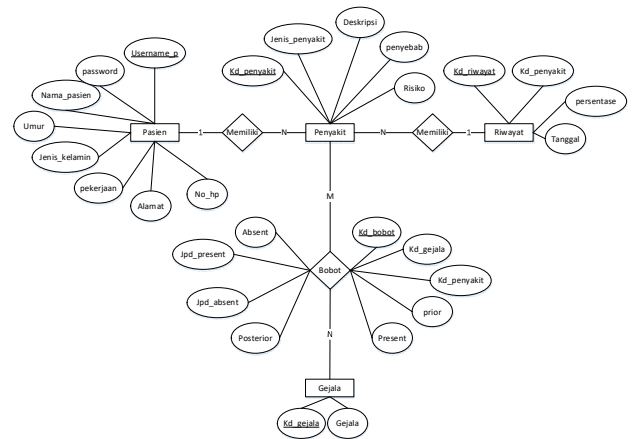 Deskripsi
Jenis_penyakit
Username_p
penyebab
password
Kd_penyakit
Kd_riwayat
Kd_penyakit
Nama_pasien
Risiko
persentase
Umur
Pasien
1
Memiliki
N
Penyakit
N
Memiliki
1
Riwayat
Tanggal
Jenis_kelamin
pekerjaan
No_hp
Alamat
M
Absent
Kd_bobot
Jpd_present
Kd_gejala
Bobot
Kd_penyakit
Jpd_absent
prior
Posterior
N
Present
Gejala
Kd_gejala
Gejala